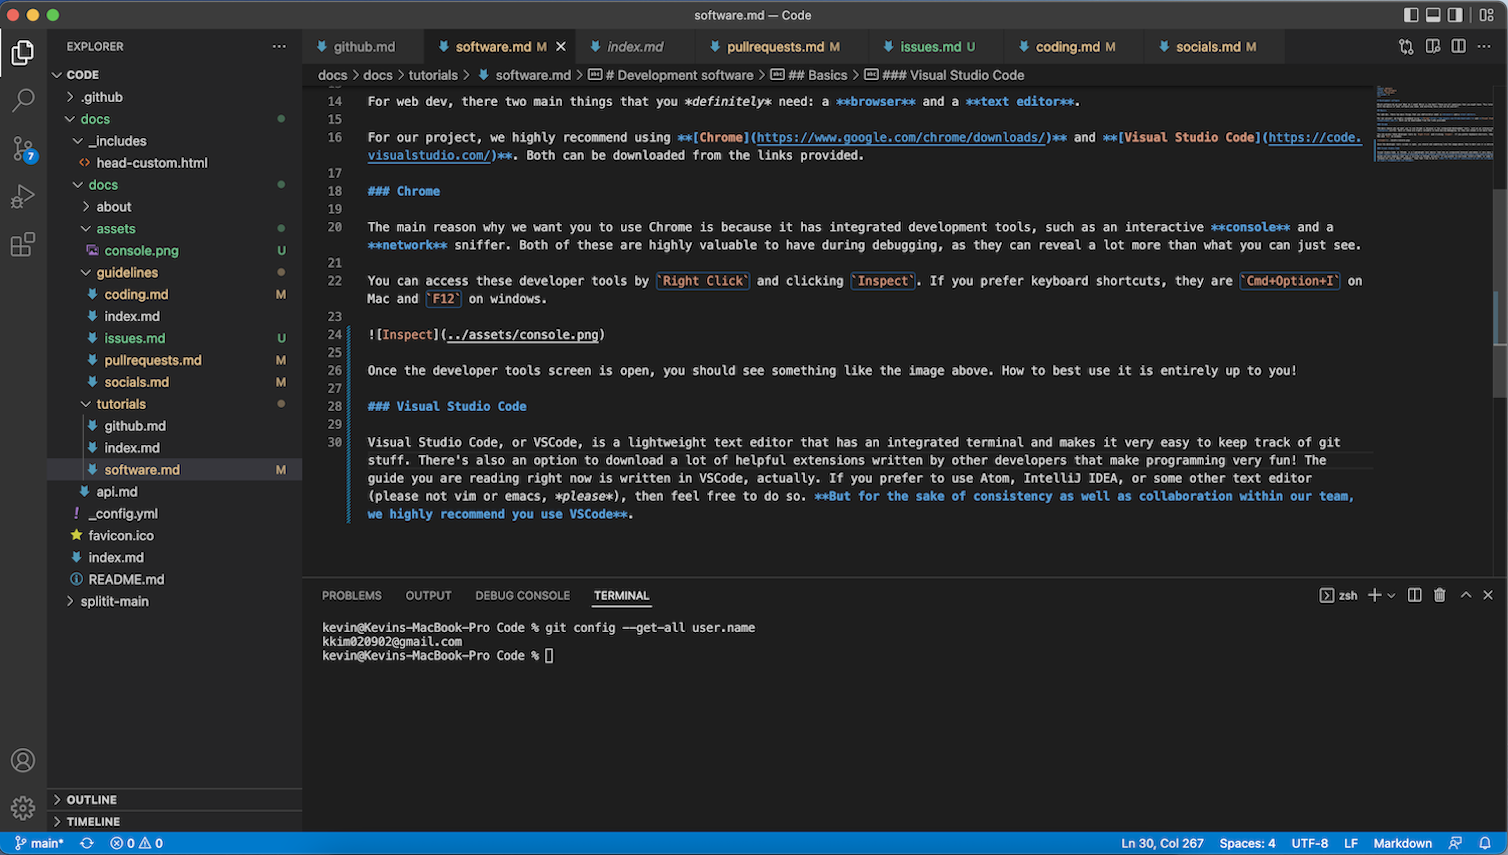 software.md — Code
EXPLORER
CODE
.github
docs
_includes
head-custom.html
docs
about
assets
console.png U
guidelines
coding.md M
index.md
issues.md U
pullrequests.md M
socials.md M
tutorials
github.md
index.md
software.md M
api.md
_config.yml
favicon.ico
index.md
README.md
splitit-main
OUTLINE
TIMELINE
7
github.md software.md M index.md pullrequests.md M issues.md U coding.md M socials.md M
docs > docs > tutorials > software.md > # Development software > ## Basics > ### Visual Studio Code
14 For web dev, there two main things that you *definitely* need: a **browser** and a **text editor**.
15
16 For our project, we highly recommend using **[Chrome](https://www.google.com/chrome/downloads/)** and **[Visual Studio Code](https://code.
visualstudio.com/)**. Both can be downloaded from the links provided.
17
18 ### Chrome
19
20 The main reason why we want you to use Chrome is because it has integrated development tools, such as an interactive **console** and a
**network** sniffer. Both of these are highly valuable to have during debugging, as they can reveal a lot more than what you can just see.
21
22 You can access these developer tools by `Right Click` and clicking `Inspect`. If you prefer keyboard shortcuts, they are `Cmd+Option+I` on
Mac and `F12` on windows.
23
24 ![Inspect](../assets/console.png)
25
26 Once the developer tools screen is open, you should see something like the image above. How to best use it is entirely up to you!
27
28 ### Visual Studio Code
29
30 Visual Studio Code, or VSCode, is a lightweight text editor that has an integrated terminal and makes it very easy to keep track of git
stuff. There's also an option to download a lot of helpful extensions written by other developers that make programming very fun! The
guide you are reading right now is written in VSCode, actually. If you prefer to use Atom, IntelliJ IDEA, or some other text editor
(please not vim or emacs, *please*), then feel free to do so. **But for the sake of consistency as well as collaboration within our team,
we highly recommend you use VSCode**.
PROBLEMS OUTPUT DEBUG CONSOLE TERMINAL zsh
kevin@Kevins-MacBook-Pro Code % git config --get-all user.name
kkim020902@gmail.com
kevin@Kevins-MacBook-Pro Code %
main* 0 0 Ln 30, Col 267 Spaces: 4 UTF-8 LF Markdown